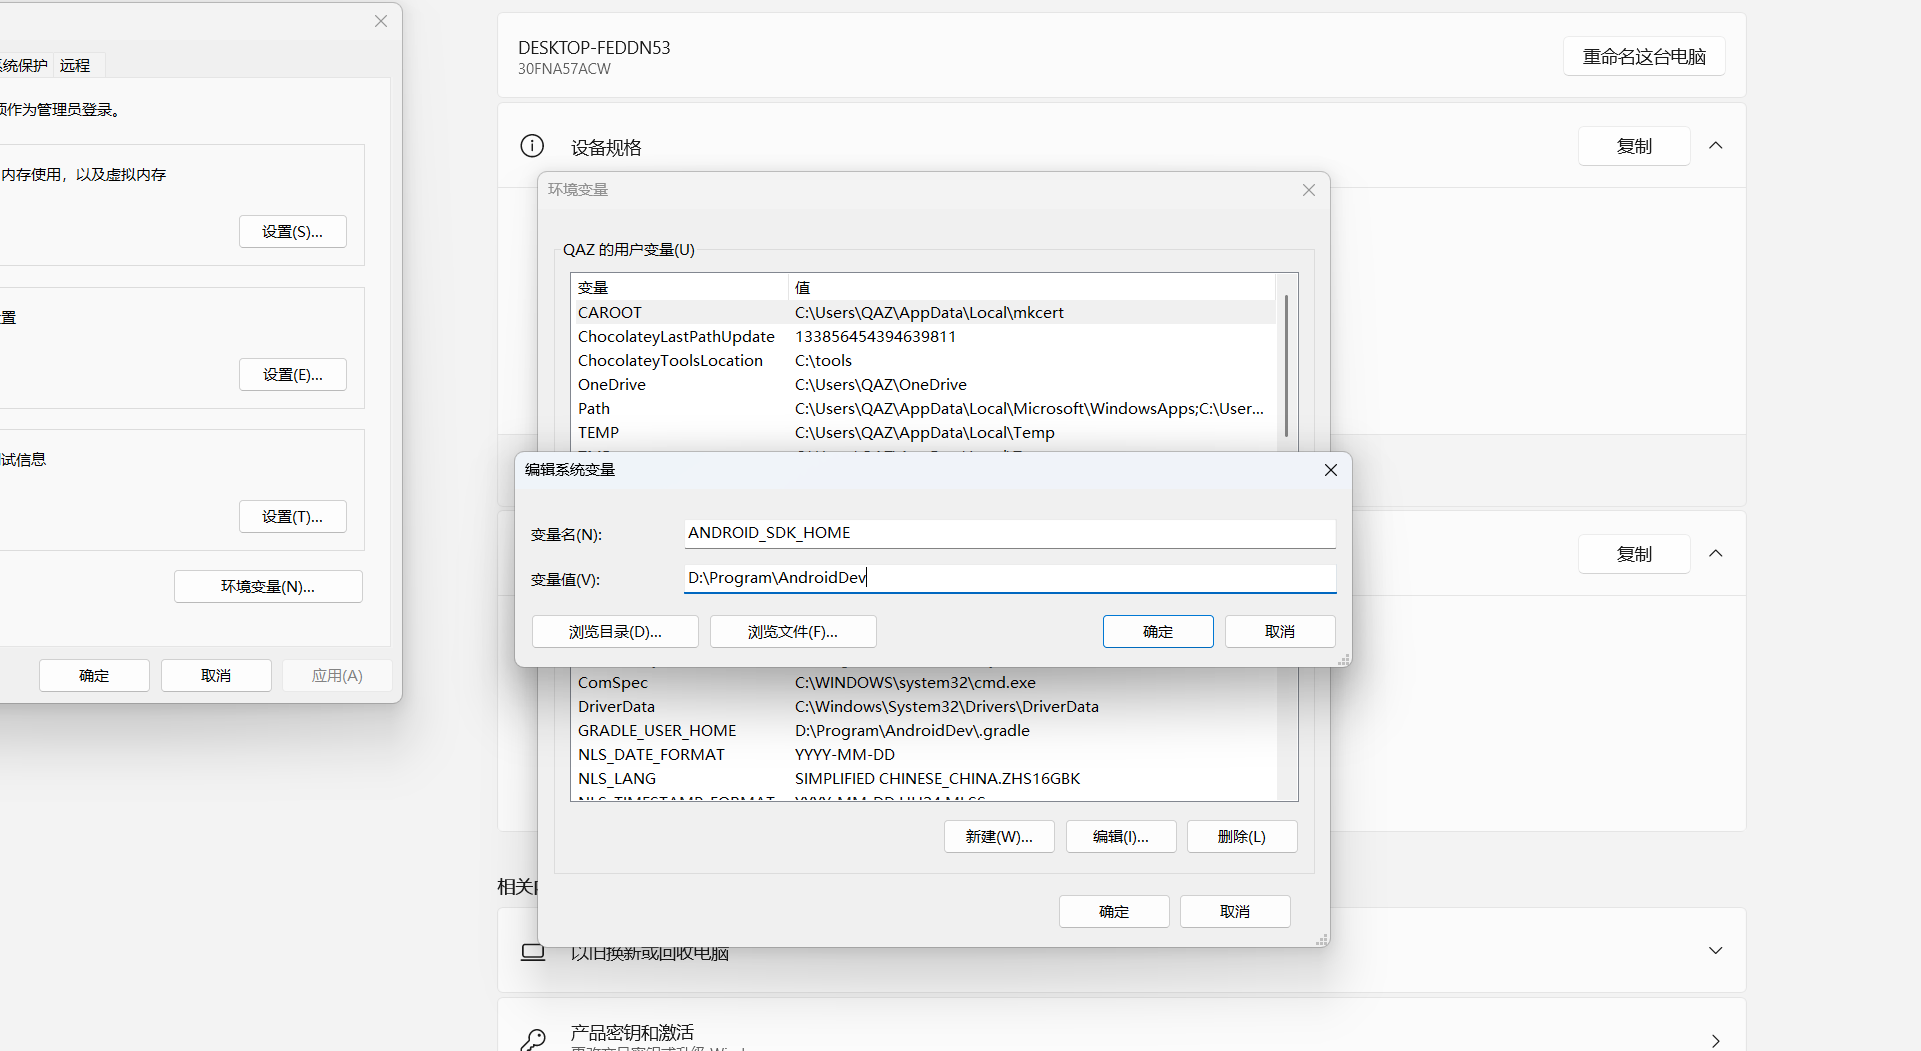 统保护 远程
作为管理员登录。
内存使用，以及虚拟内存
设置(S)...
置
设置(E)...
试信息
设置(T)...
环境变量(N)...
确定 取消 应用(A)
DESKTOP-FEDDN53
30FNA57ACW
重命名这台电脑
设备规格
复制
环境变量
QAZ 的用户变量(U)
变量 值
CAROOT C:\Users\QAZ\AppData\Local\mkcert
ChocolateyLastPathUpdate 133856454394639811
ChocolateyToolsLocation C:\tools
OneDrive C:\Users\QAZ\OneDrive
Path C:\Users\QAZ\AppData\Local\Microsoft\WindowsApps;C:\User...
TEMP C:\Users\QAZ\AppData\Local\Temp
编辑系统变量
变量名(N): ANDROID_SDK_HOME
变量值(V): D:\Program\AndroidDev
浏览目录(D)... 浏览文件(F)... 确定 取消
复制
ComSpec C:\WINDOWS\system32\cmd.exe
DriverData C:\Windows\System32\Drivers\DriverData
GRADLE_USER_HOME D:\Program\AndroidDev\.gradle
NLS_DATE_FORMAT YYYY-MM-DD
NLS_LANG SIMPLIFIED CHINESE_CHINA.ZHS16GBK
新建(W)... 编辑(I)... 删除(L)
确定 取消
相关
以旧换新或回收电脑
产品密钥和激活